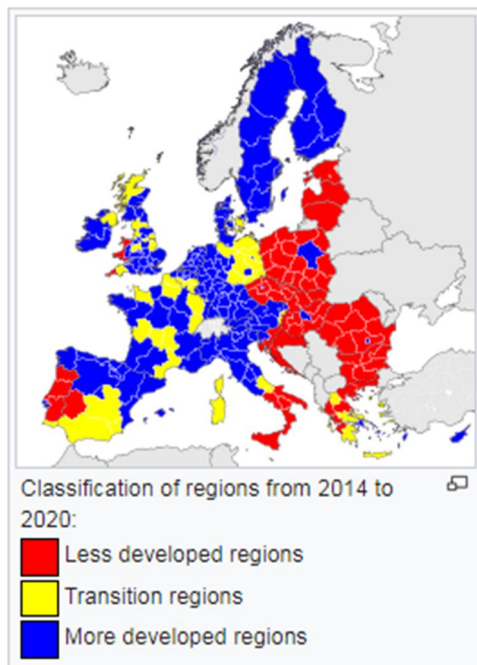 Classification of regions from 2014 to
2020:
Less developed regions
Transition regions
More developed regions